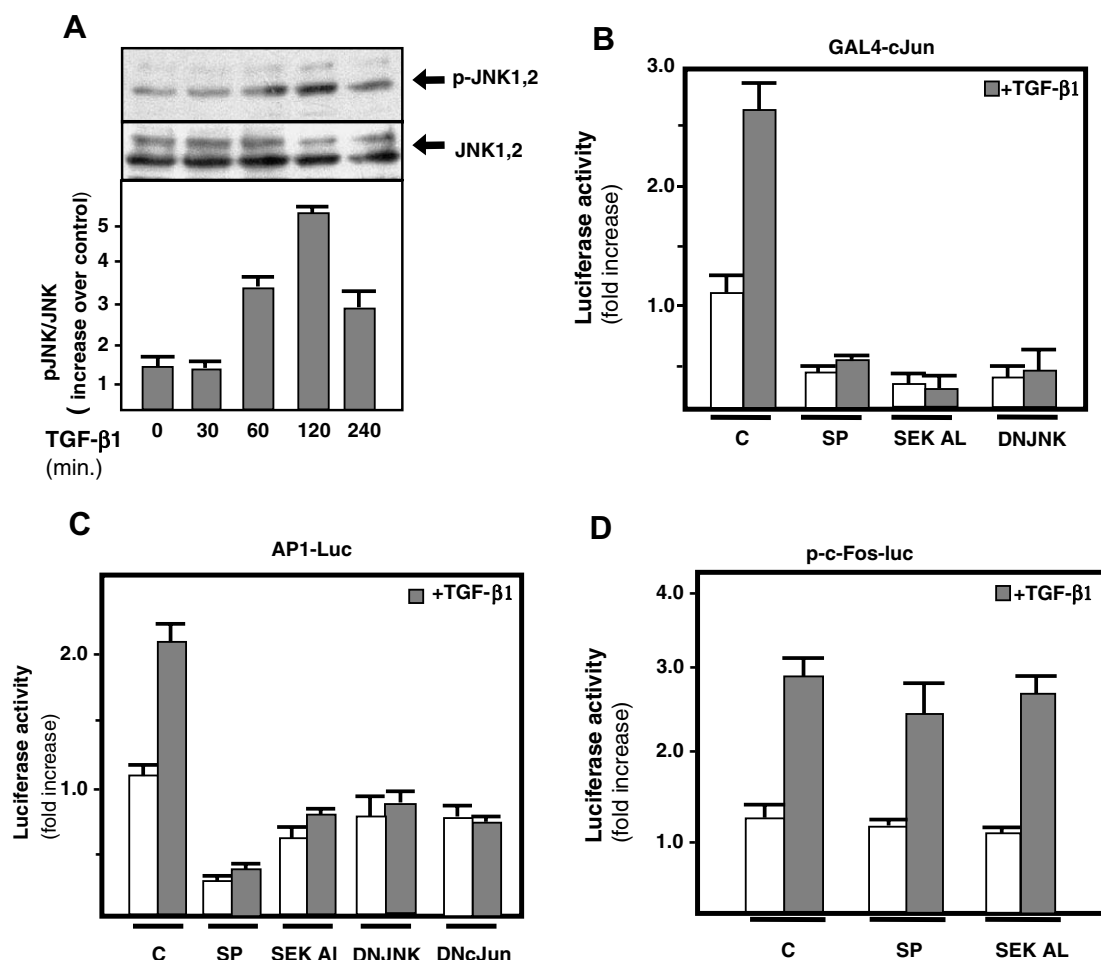 A
p-JNK1,2
JNK1,2
pJNK/JNK
( increase over control)
5
4
3
2
1
TGF-β1 0 30 60 120 240
(min.)
B
GAL4-cJun
+TGF-β1
Luciferase activity
(fold increase)
3.0
2.0
1.0
C SP SEK AL DNJNK
C
AP1-Luc
+TGF-β1
Luciferase activity
(fold increase)
2.0
1.0
C SP SEK AL DNJNK DNcJun
D
p-c-Fos-luc
+TGF-β1
Luciferase activity
(fold increase)
4.0
3.0
2.0
1.0
C SP SEK AL